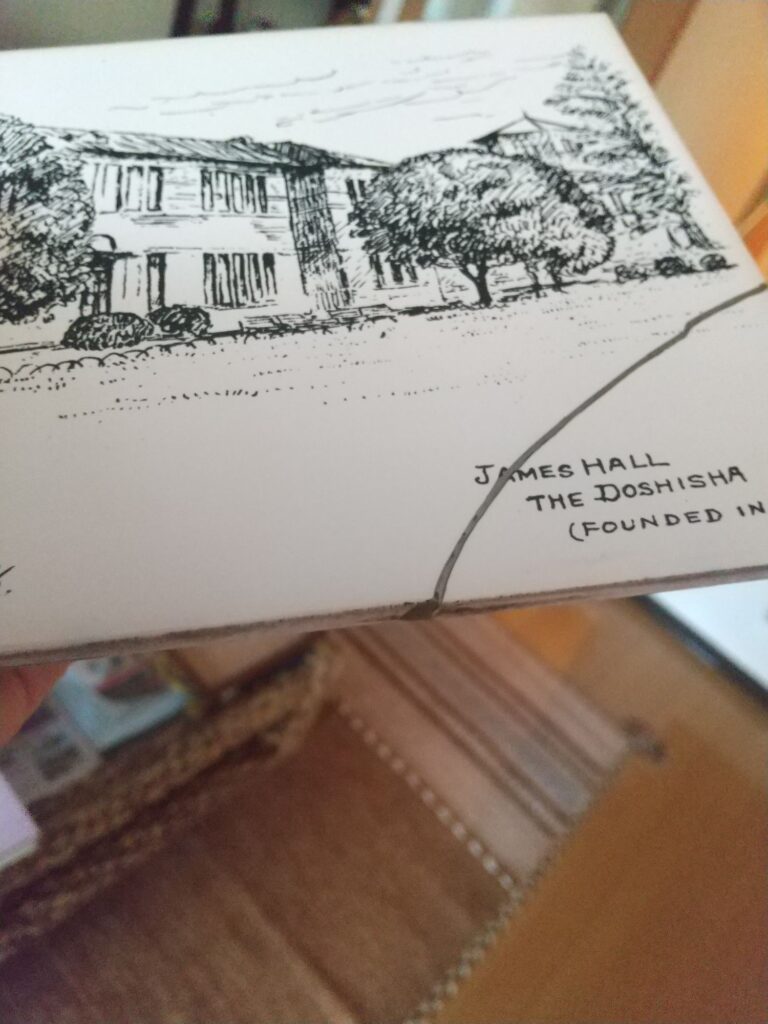 JAMES HALL
THE DOSHISHA
(FOUNDED IN